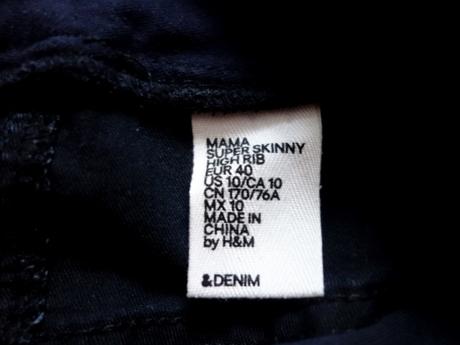 MAMA
SUPER SKINNY
HIGH RIB
EUR 40
US 10/CA 10
CN 170/76A
MX 10
MADE IN
CHINA
by H&M
&DENIM